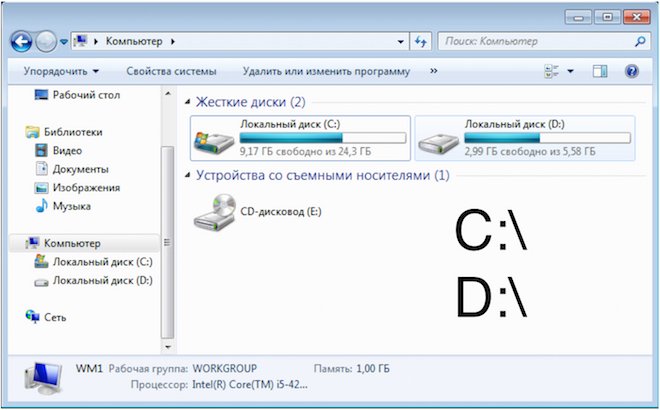 Компьютер
Поиск: Компьютер
Упорядочить Свойства системы Удалить или изменить программу »
Рабочий стол
Библиотеки
Видео
Документы
Изображения
Музыка
Компьютер
Локальный диск (C:)
Локальный диск (D:)
Сеть
Жесткие диски (2)
Локальный диск (C:)
9,17 ГБ свободно из 24,3 ГБ
Локальный диск (D:)
2,99 ГБ свободно из 5,58 ГБ
Устройства со съемными носителями (1)
CD-дисковод (E:)
C:\
D:\
WM1 Рабочая группа: WORKGROUP Память: 1,00 ГБ
Процессор: Intel(R) Core(TM) i5-42...